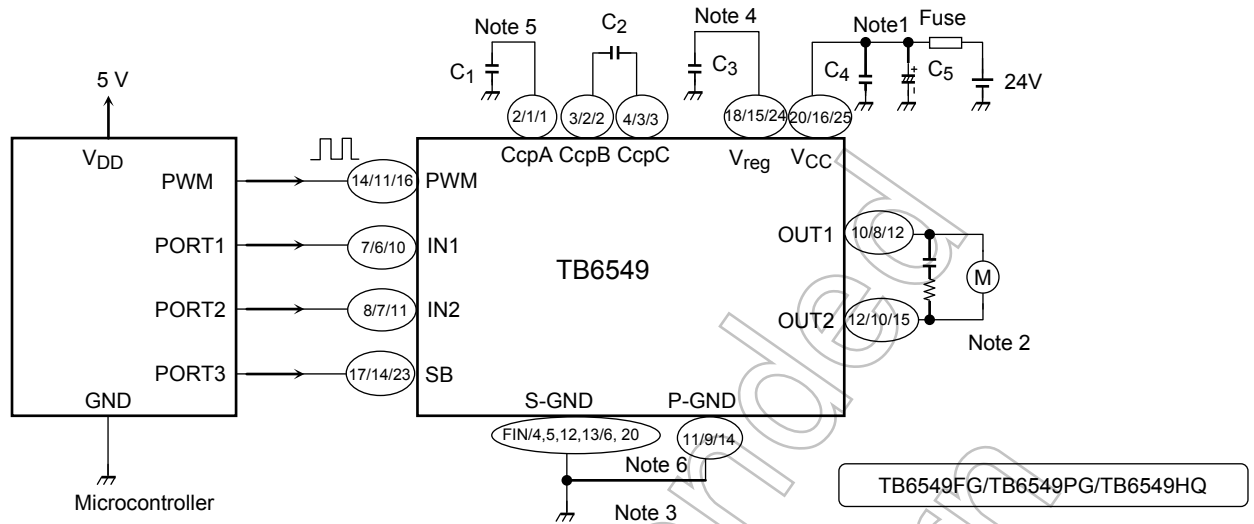 Note 5
C2
Note 4
Note1
Fuse
C1
C3
C4
C5
24V
5 V
2/1/1
3/2/2
4/3/3
18/15/24
20/16/25
VDD
CcpA
CcpB
CcpC
Vreg
VCC
PWM
14/11/16
PWM
PORT1
7/6/10
IN1
OUT1
10/8/12
TB6549
M
PORT2
8/7/11
IN2
OUT2
12/10/15
Note 2
PORT3
17/14/23
SB
GND
S-GND
P-GND
FIN/4,5,12,13/6, 20
11/9/14
Note 6
Microcontroller
Note 3
TB6549FG/TB6549PG/TB6549HQ